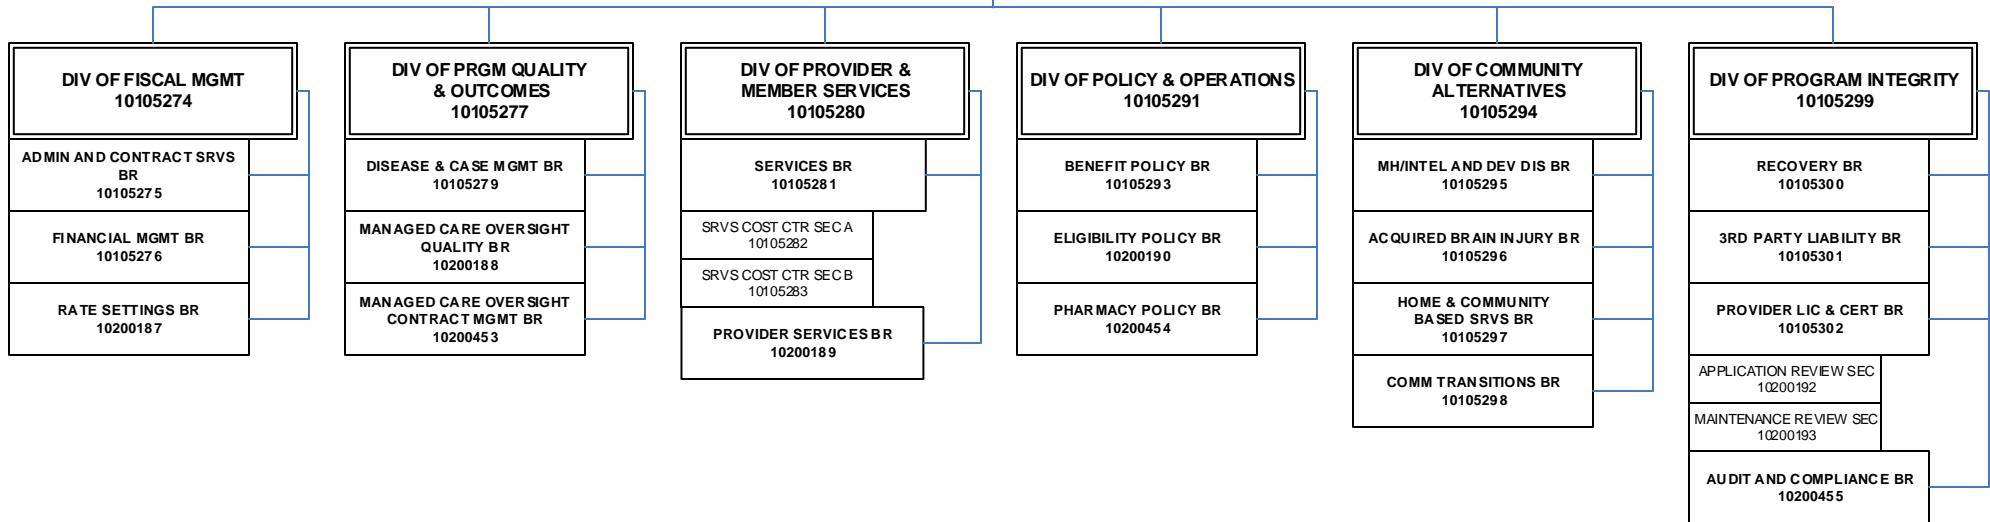 DIV OF FISCAL MGMT
10105274
ADMIN AND CONTRACT SRVS
BR
10105275
FINANCIAL MGMT BR
10105276
RATE SETTINGS BR
10200187
DIV OF PRGM QUALITY
& OUTCOMES
10105277
DISEASE & CASE MGMT BR
10105279
MANAGED CARE OVERSIGHT
QUALITY BR
10200188
MANAGED CARE OVERSIGHT
CONTRACT MGMT BR
10200453
DIV OF PROVIDER &
MEMBER SERVICES
10105280
SERVICES BR
10105281
SRVS COST CTR SEC A
10105282
SRVS COST CTR SEC B
10105283
PROVIDER SERVICES BR
10200189
DIV OF POLICY & OPERATIONS
10105291
BENEFIT POLICY BR
10105293
ELIGIBILITY POLICY BR
10200190
PHARMACY POLICY BR
10200454
DIV OF COMMUNITY
ALTERNATIVES
10105294
MH/INTEL AND DEV DIS BR
10105295
ACQUIRED BRAIN INJURY BR
10105296
HOME & COMMUNITY
BASED SRVS BR
10105297
COMM TRANSITIONS BR
10105298
DIV OF PROGRAM INTEGRITY
10105299
RECOVERY BR
10105300
3RD PARTY LIABILITY BR
10105301
PROVIDER LIC & CERT BR
10105302
APPLICATION REVIEW SEC
10200192
MAINTENANCE REVIEW SEC
10200193
AUDIT AND COMPLIANCE BR
10200455